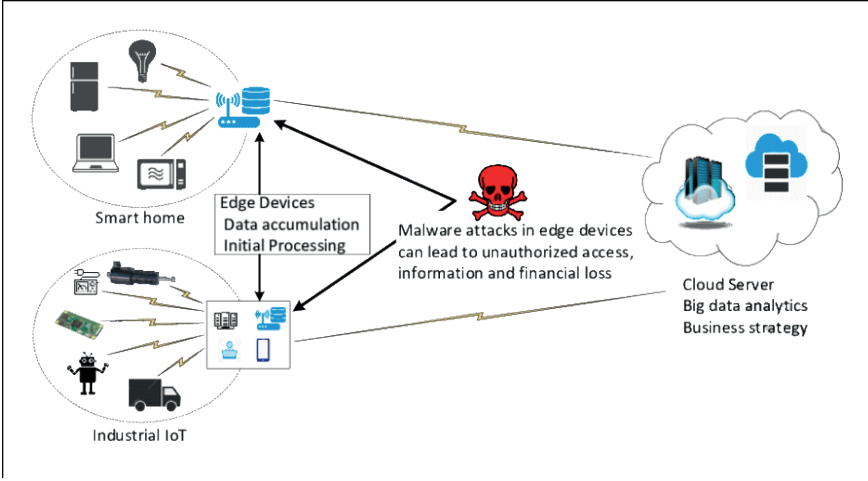 Smart home
Edge Devices
Data accumulation
Initial Processing
Malware attacks in edge devices
can lead to unauthorized access,
information and financial loss
Cloud Server
Big data analytics
Business strategy
Industrial IoT